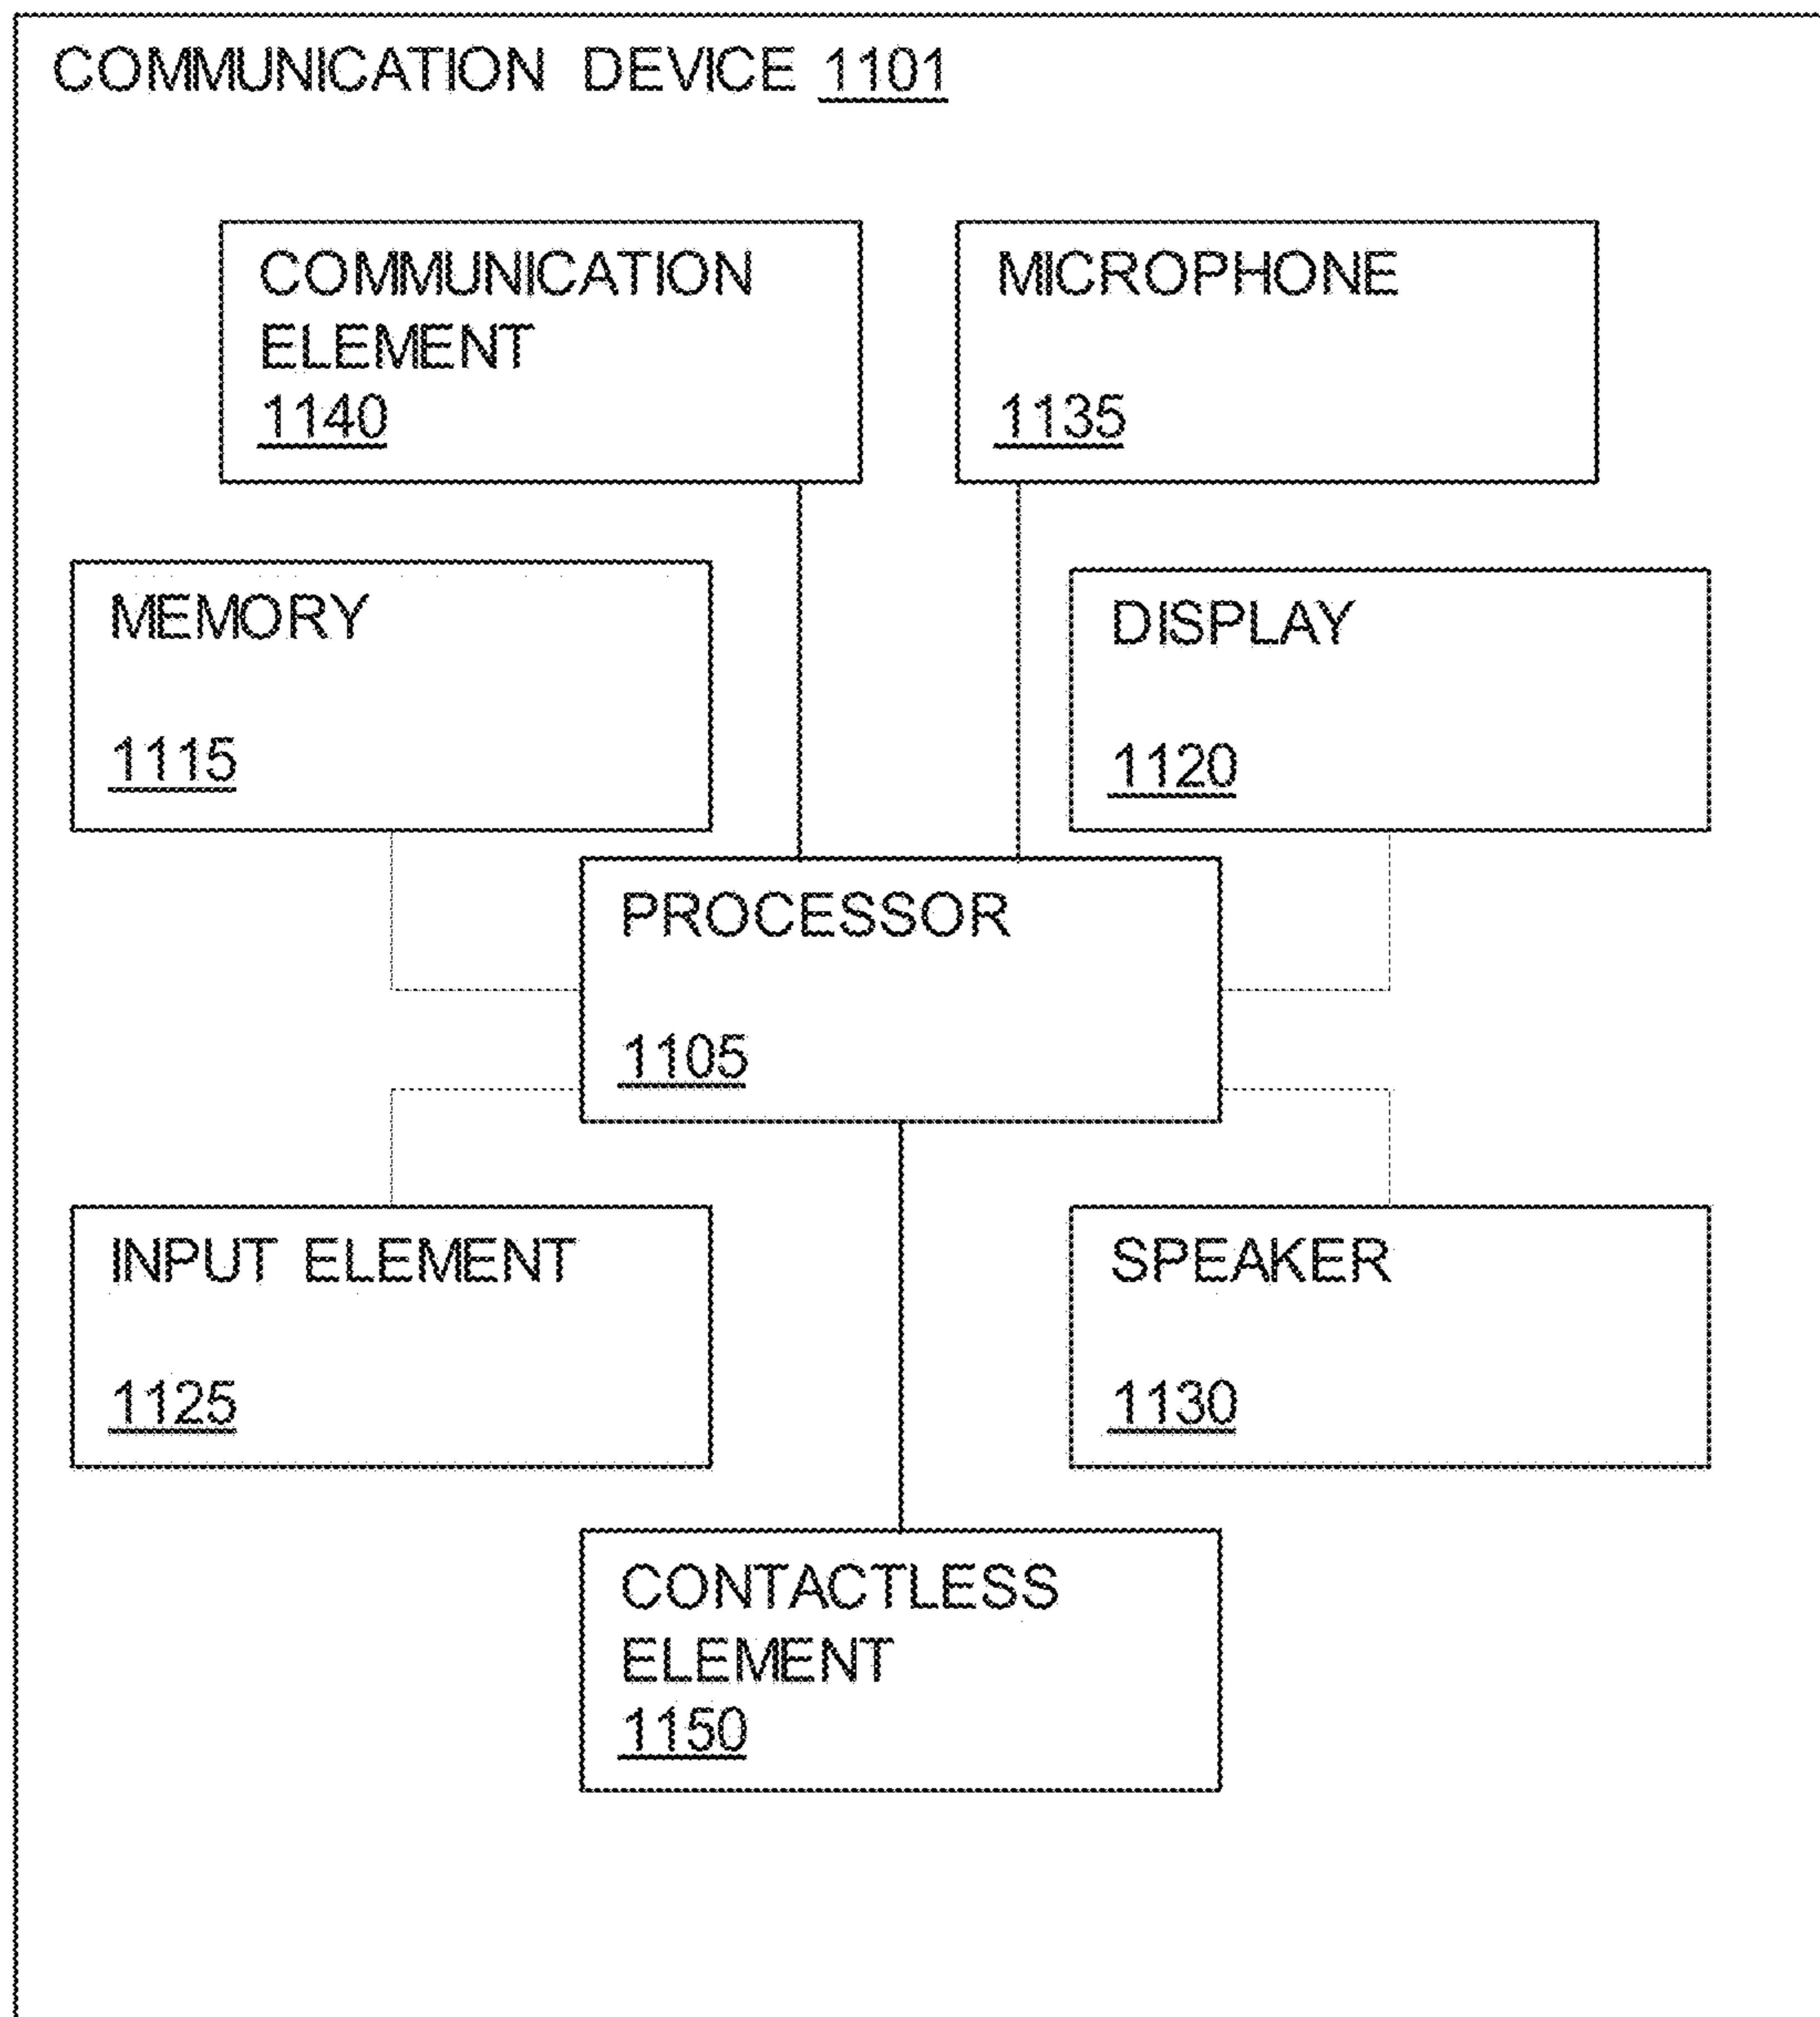 COMMUNICATION DEVICE 1101
COMMUNICATION
ELEMENT
1140
MICROPHONE
1135
MEMORY
1115
DISPLAY
1120
PROCESSOR
1105
INPUT ELEMENT
1125
SPEAKER
1130
CONTACTLESS
ELEMENT
1150